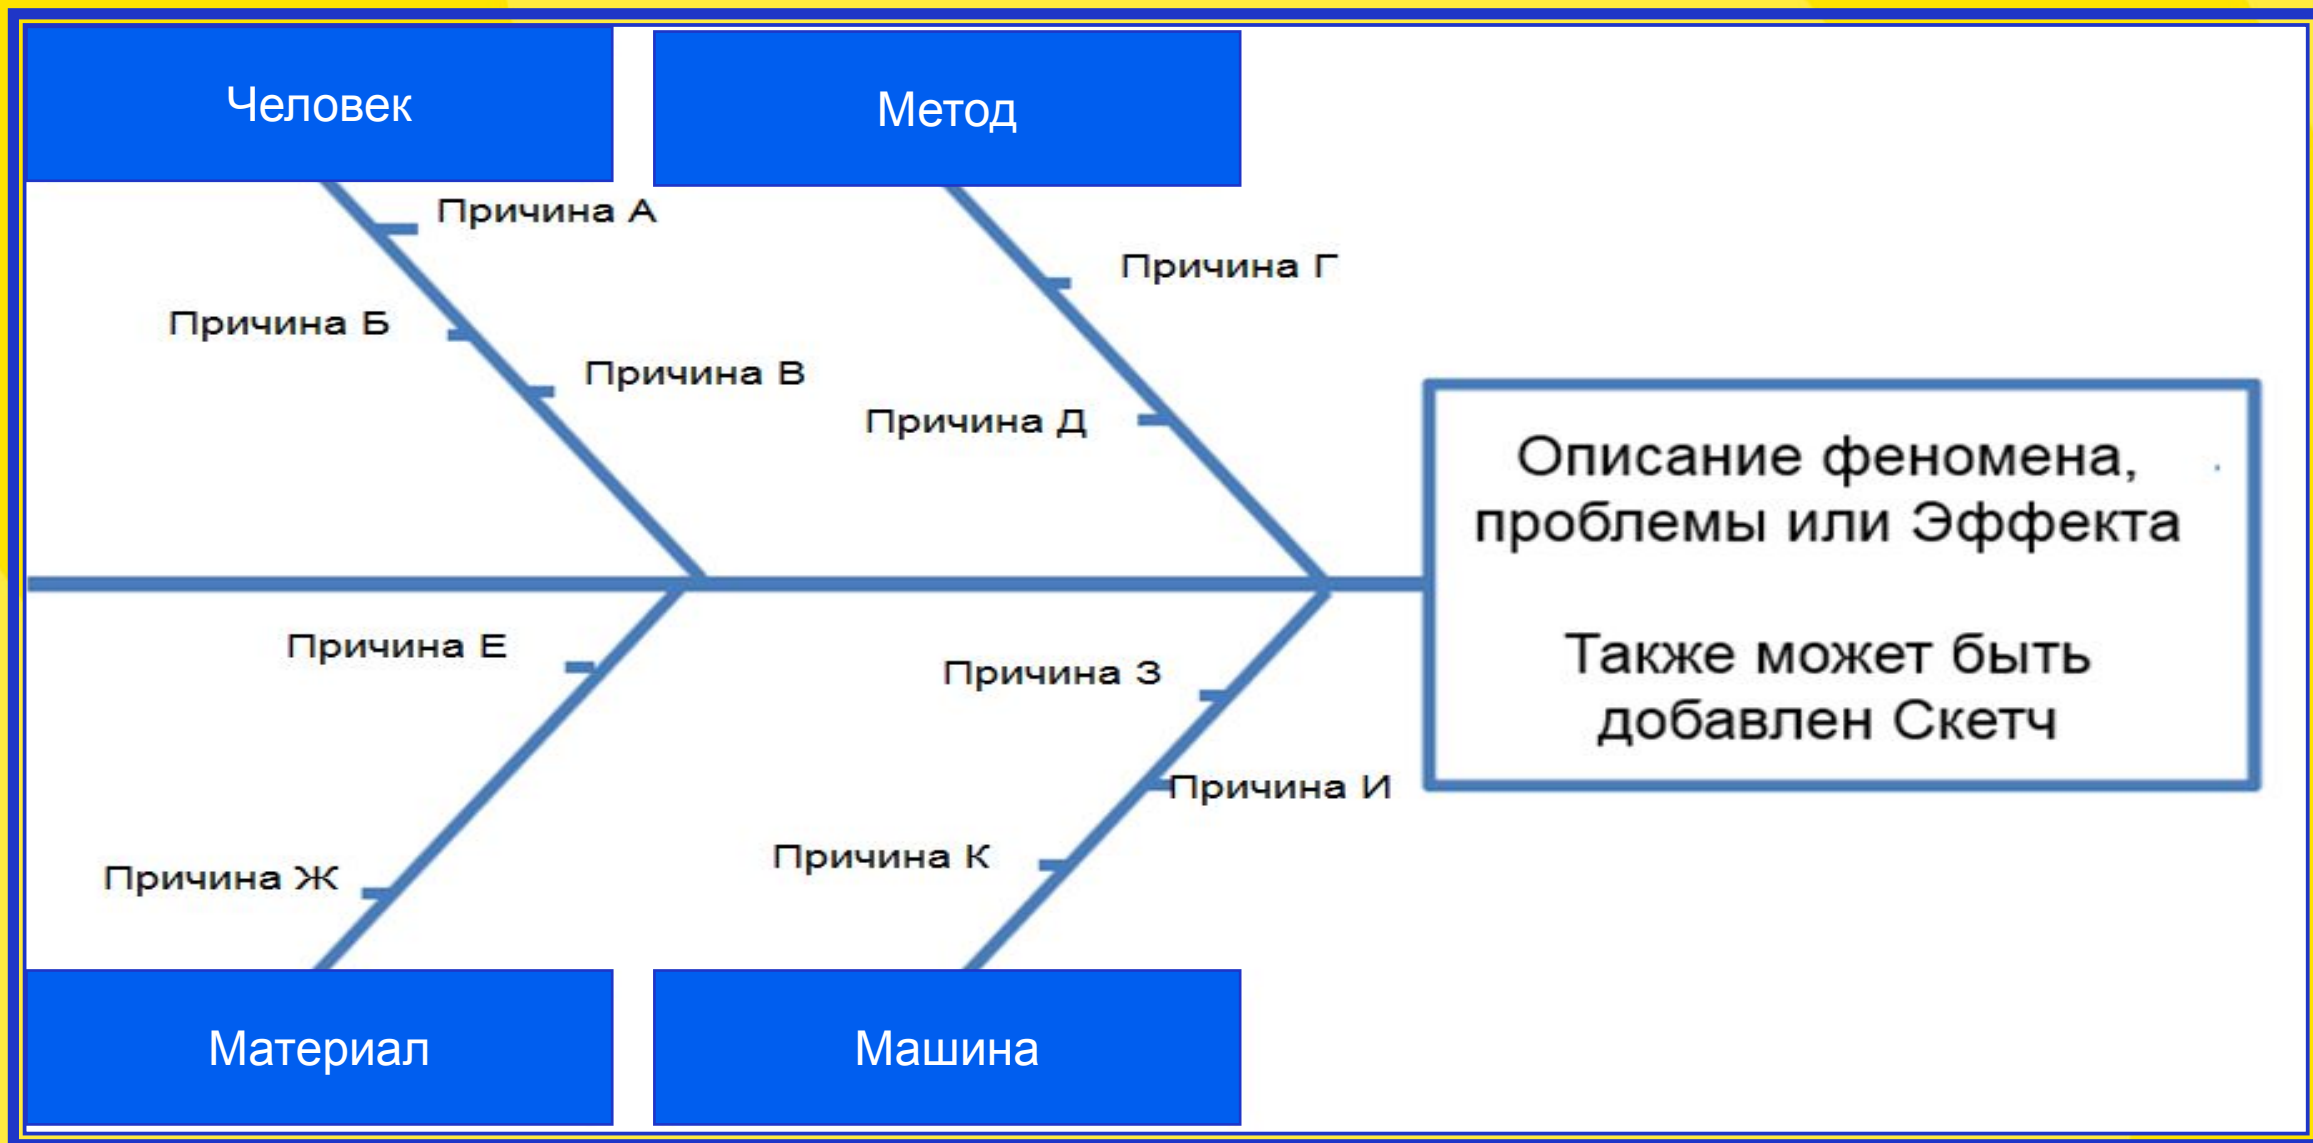 Человек
Метод
Причина А
Причина Г
Причина Б
Причина В
Причина Д
Описание феномена,
проблемы или Эффекта
Также может быть
добавлен Скетч
Причина Е
Причина З
Причина И
Причина К
Причина Ж
Материал
Машина